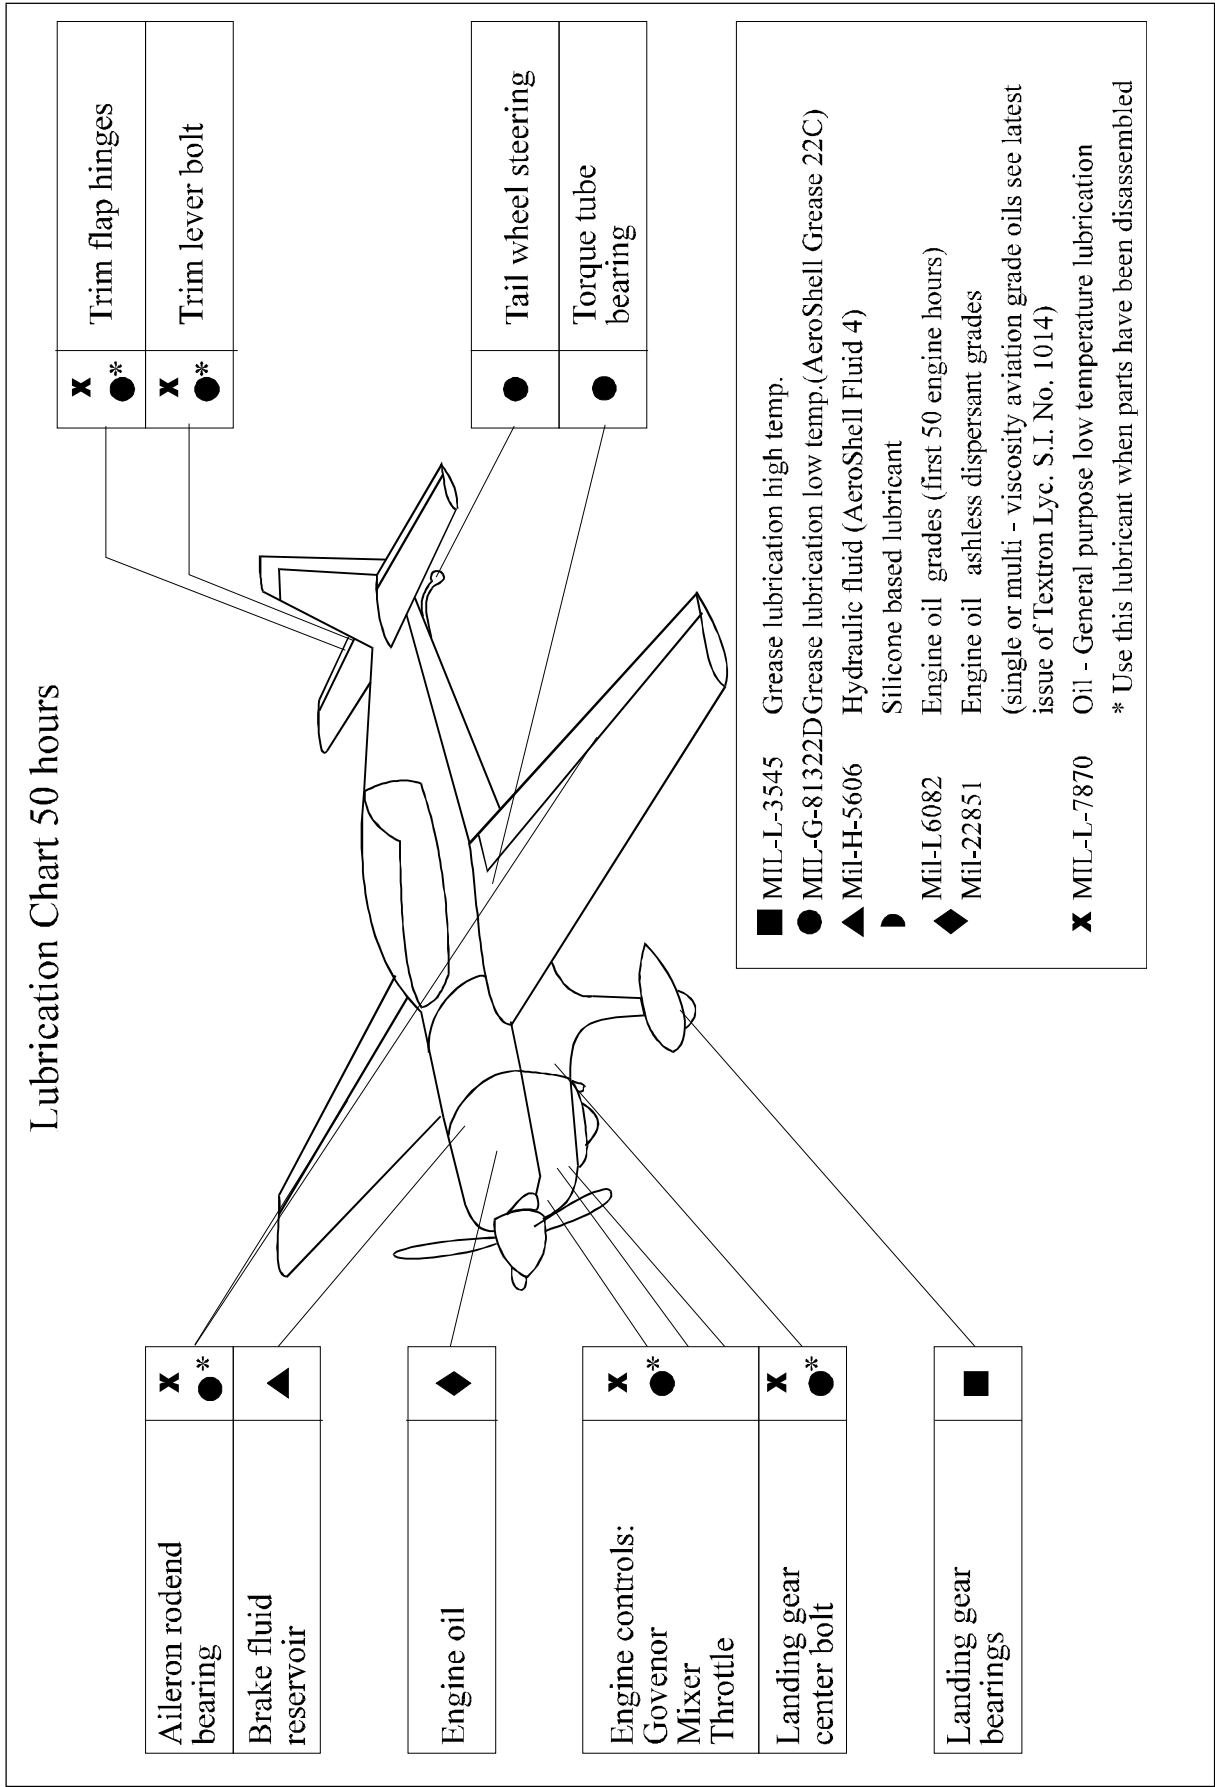 Lubrication Chart 50 hours
Trim flap hinges
x
*
Trim lever bolt
x
*
Tail wheel steering
Torque tube
bearing
Aileron rodend
bearing
x
*
Brake fluid
reservoir
Engine oil
Engine controls:
Govenor
Mixer
Throttle
x
*
Landing gear
center bolt
x
*
Landing gear
bearings
MIL-L-3545 Grease lubrication high temp.
MIL-G-81322D Grease lubrication low temp.(AeroShell Grease 22C)
Mil-H-5606 Hydraulic fluid (AeroShell Fluid 4)
Silicone based lubricant
Mil-L6082 Engine oil grades (first 50 engine hours)
Mil-22851 Engine oil ashless dispersant grades
(single or multi - viscosity aviation grade oils see latest
issue of Textron Lyc. S.I. No. 1014)
x MIL-L-7870 Oil - General purpose low temperature lubrication
* Use this lubricant when parts have been disassembled